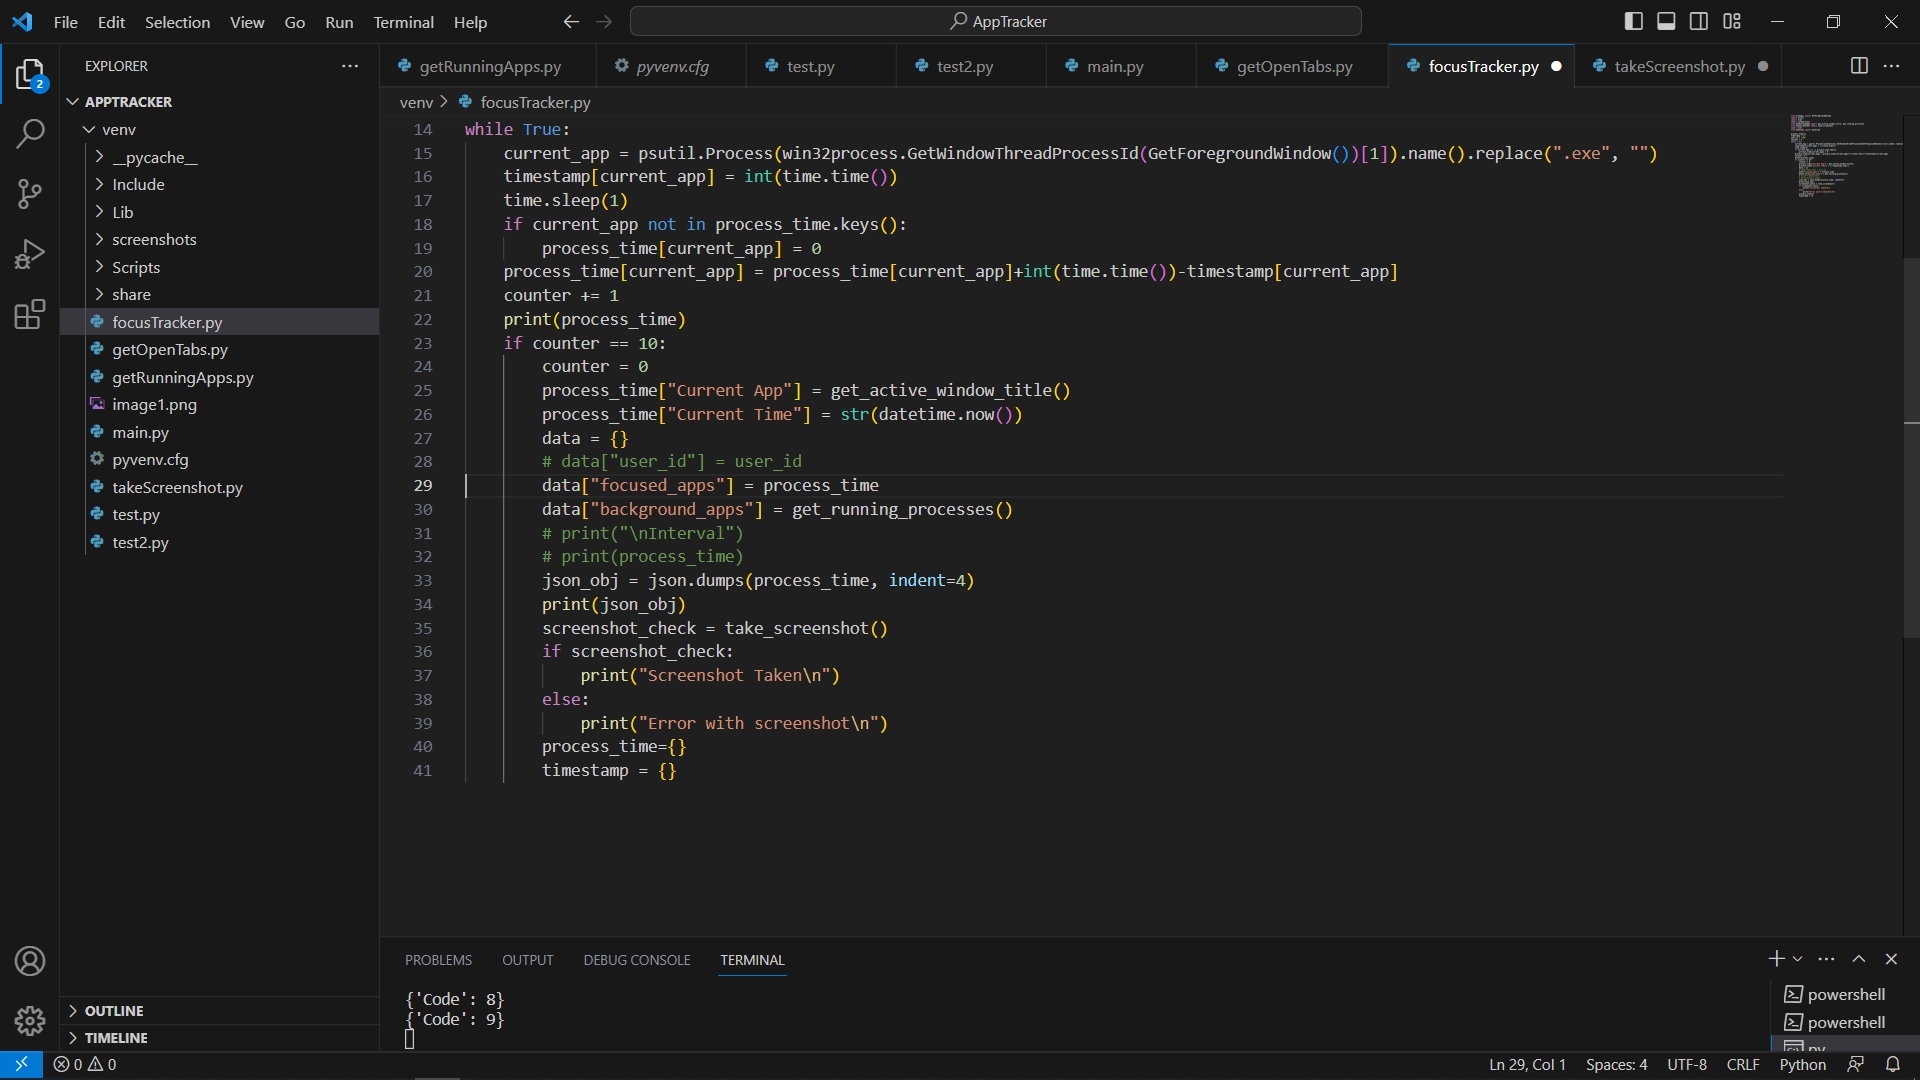 File Edit Selection View Go Run Terminal Help
AppTracker
EXPLORER
2
APPTRACKER
venv
__pycache__
Include
Lib
screenshots
Scripts
share
focusTracker.py
getOpenTabs.py
getRunningApps.py
image1.png
main.py
pyvenv.cfg
takeScreenshot.py
test.py
test2.py
OUTLINE
TIMELINE
getRunningApps.py pyvenv.cfg test.py test2.py main.py getOpenTabs.py focusTracker.py takeScreenshot.py
venv > focusTracker.py
14 while True:
15     current_app = psutil.Process(win32process.GetWindowThreadProcessId(GetForegroundWindow())[1]).name().replace(".exe", "")
16     timestamp[current_app] = int(time.time())
17     time.sleep(1)
18     if current_app not in process_time.keys():
19         process_time[current_app] = 0
20     process_time[current_app] = process_time[current_app]+int(time.time())-timestamp[current_app]
21     counter += 1
22     print(process_time)
23     if counter == 10:
24         counter = 0
25         process_time["Current App"] = get_active_window_title()
26         process_time["Current Time"] = str(datetime.now())
27         data = {}
28         # data["user_id"] = user_id
29         data["focused_apps"] = process_time
30         data["background_apps"] = get_running_processes()
31         # print("\nInterval")
32         # print(process_time)
33         json_obj = json.dumps(process_time, indent=4)
34         print(json_obj)
35         screenshot_check = take_screenshot()
36         if screenshot_check:
37             print("Screenshot Taken\n")
38         else:
39             print("Error with screenshot\n")
40         process_time={}
41         timestamp = {}
PROBLEMS OUTPUT DEBUG CONSOLE TERMINAL
{'Code': 8}
{'Code': 9}
powershell
powershell
py
0 0
Ln 29, Col 1 Spaces: 4 UTF-8 CRLF Python